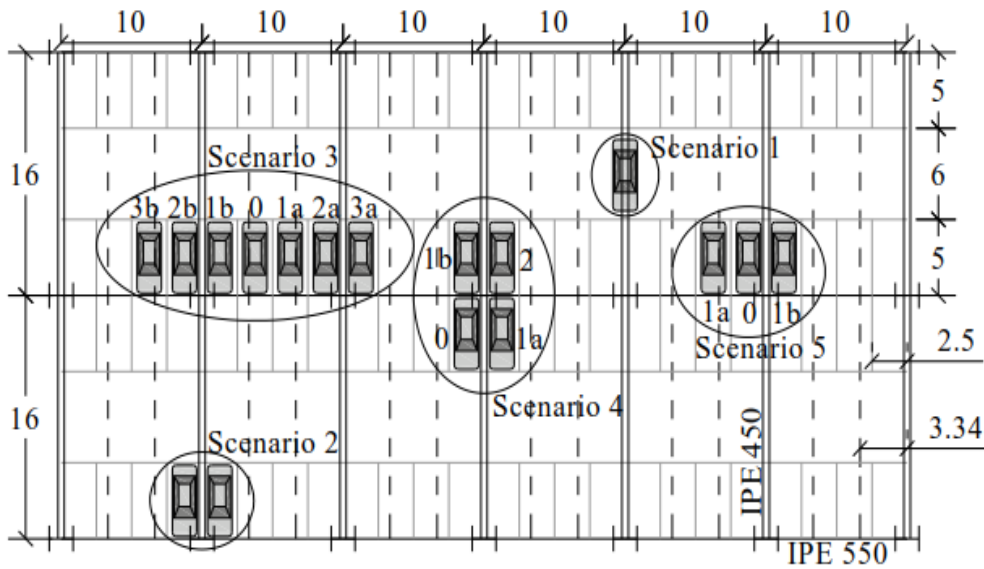 10 10 10 10 10 10
5
Scenario 3
Scenario 1
16
6
3b 2b 1b 0 1a 2a 3a
1b 2
5
0 1a
1a 0 1b
Scenario 5
2.5
Scenario 4
16
IPE 450
3.34
Scenario 2
IPE 550